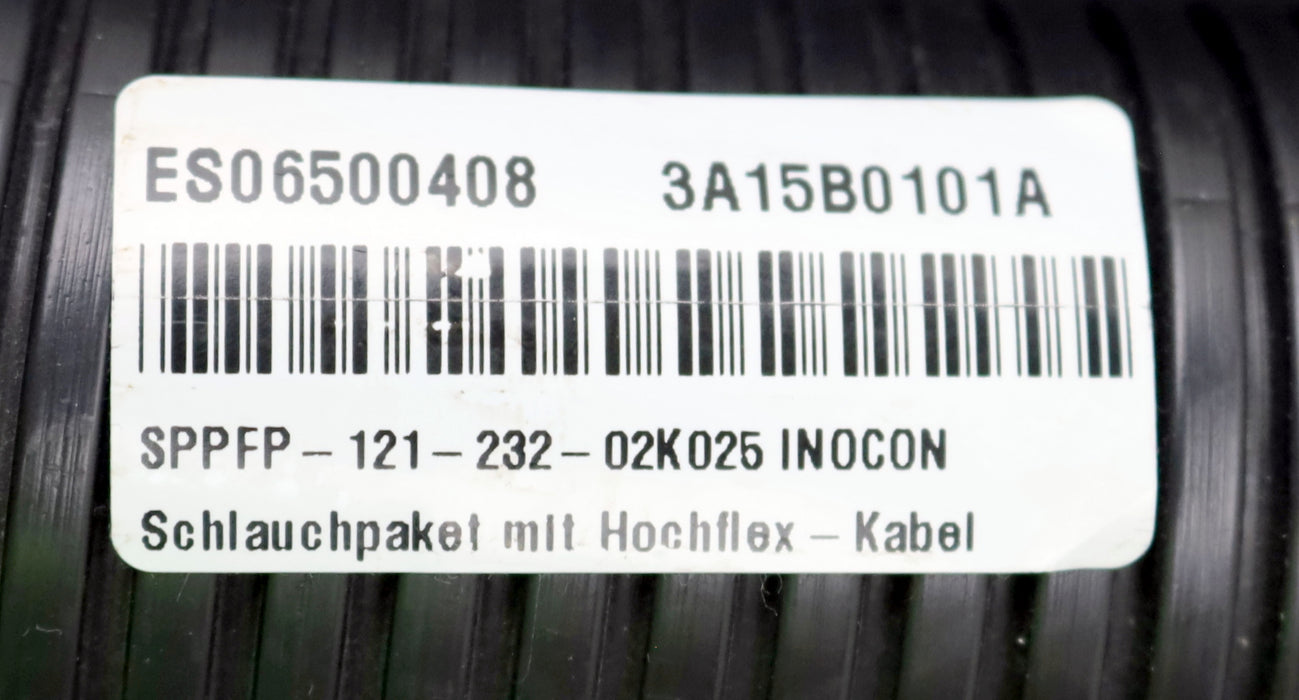 ES06500408 3A15B0101A
SPPFP-121-232-02K025 INOCON
Schlauchpaket mit Hochflex-Kabel